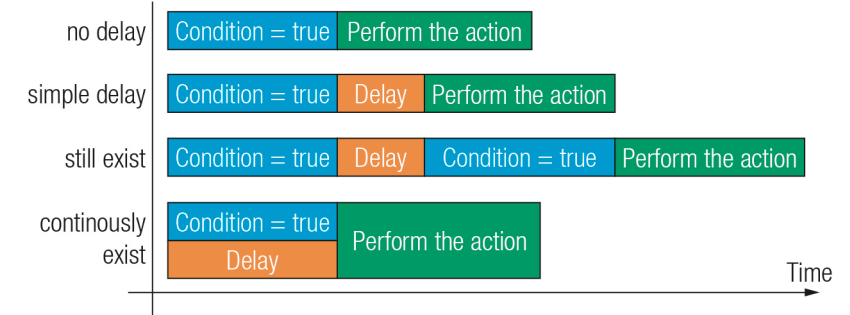 no delay Condition = true Perform the action
simple delay Condition = true Delay Perform the action
still exist Condition = true Delay Condition = true Perform the action
continously
exist
Condition = true
Delay
Perform the action
Time